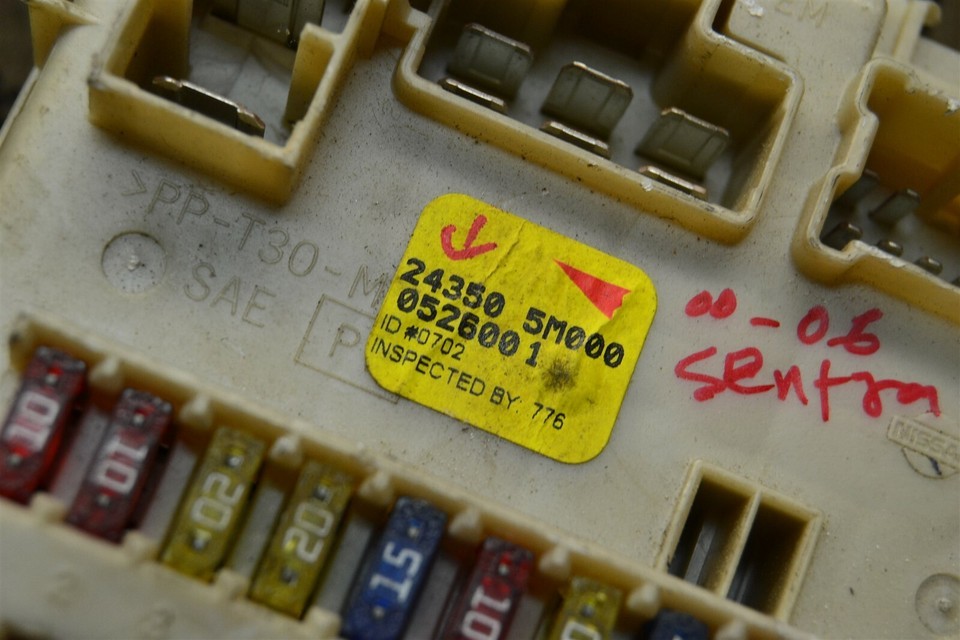 >PP-T30-M
SAE
P
24350 5M000
0526001
ID #0702
INSPECTED BY: 776
00-06
Sentra
NISSAN
10
10
20
20
15
10